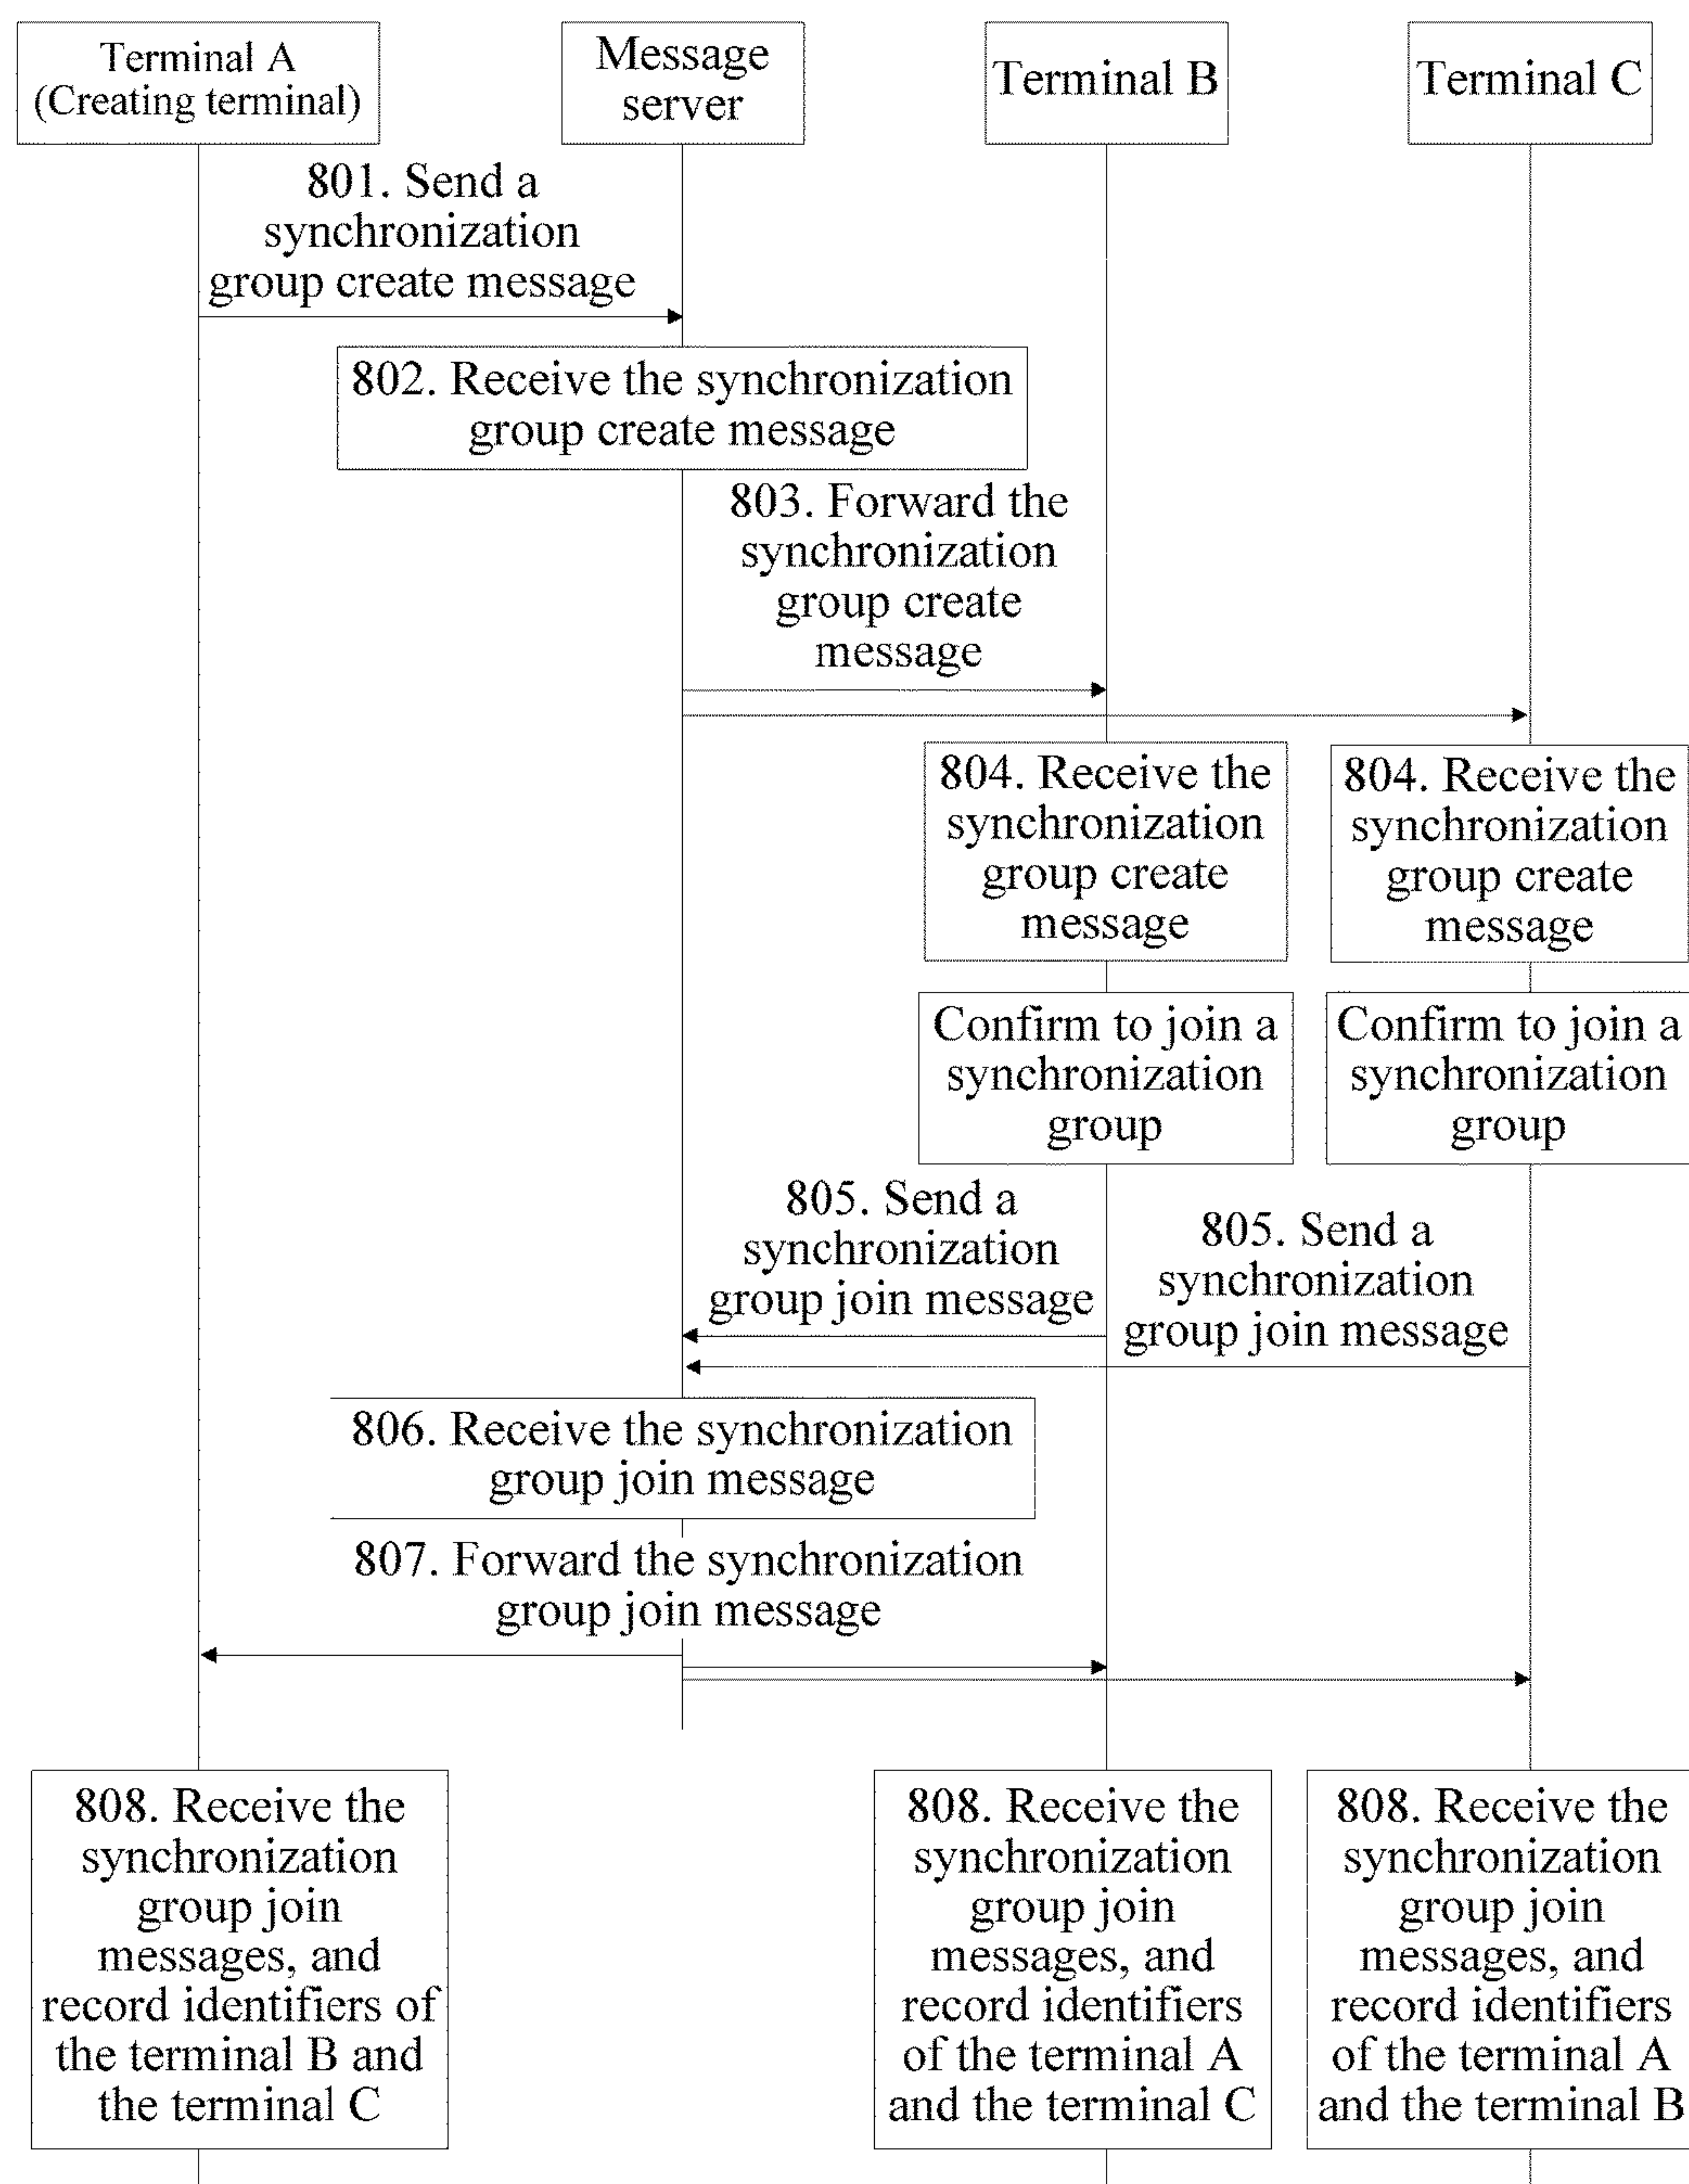 Terminal A
(Creating terminal)
Message
server
Terminal B
Terminal C
801. Send a
synchronization
group create message
802. Receive the synchronization
group create message
803. Forward the
synchronization
group create
message
804. Receive the
synchronization
group create
message
804. Receive the
synchronization
group create
message
Confirm to join a
synchronization
group
Confirm to join a
synchronization
group
805. Send a
synchronization
group join message
805. Send a
synchronization
group join message
806. Receive the synchronization
group join message
807. Forward the synchronization
group join message
808. Receive the
synchronization
group join
messages, and
record identifiers of
the terminal B and
the terminal C
808. Receive the
synchronization
group join
messages, and
record identifiers
of the terminal A
and the terminal C
808. Receive the
synchronization
group join
messages, and
record identifiers
of the terminal A
and the terminal B